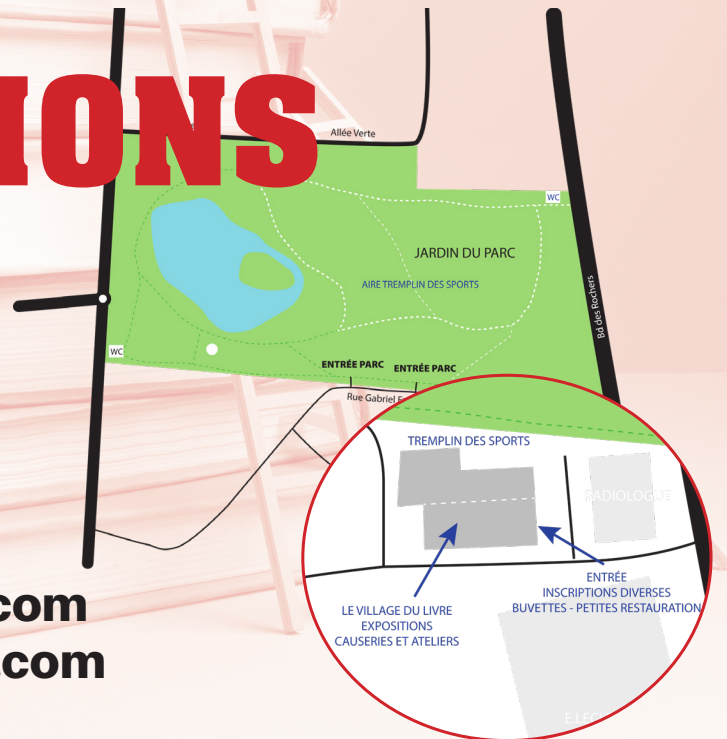 IONS
Allée Verte
WC
JARDIN DU PARC
AIRE TREMPLIN DES SPORTS
Bd des Rochers
WC
ENTRÉE PARC
ENTRÉE PARC
Rue Gabriel
TREMPLIN DES SPORTS
RADIOLOGUE
ENTRÉE
INSCRIPTIONS DIVERSES
BUVETTES - PETITES RESTAURATION
LE VILLAGE DU LIVRE
EXPOSITIONS
CAUSERIES ET ATELIERS
com
.com